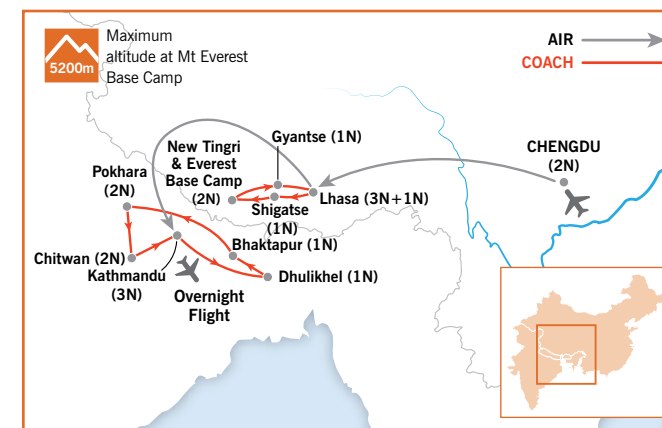 Maximum
altitude at Mt Everest
Base Camp
5200m
AIR
COACH
Gyantse (1N)
CHENGDU
(2N)
New Tingri
& Everest
Base Camp
(2N)
Pokhara
(2N)
Lhasa (3N+1N)
Shigatse
(1N)
Bhaktapur (1N)
Chitwan (2N)
Kathmandu
(3N)
Dhulikhel (1N)
Overnight
Flight